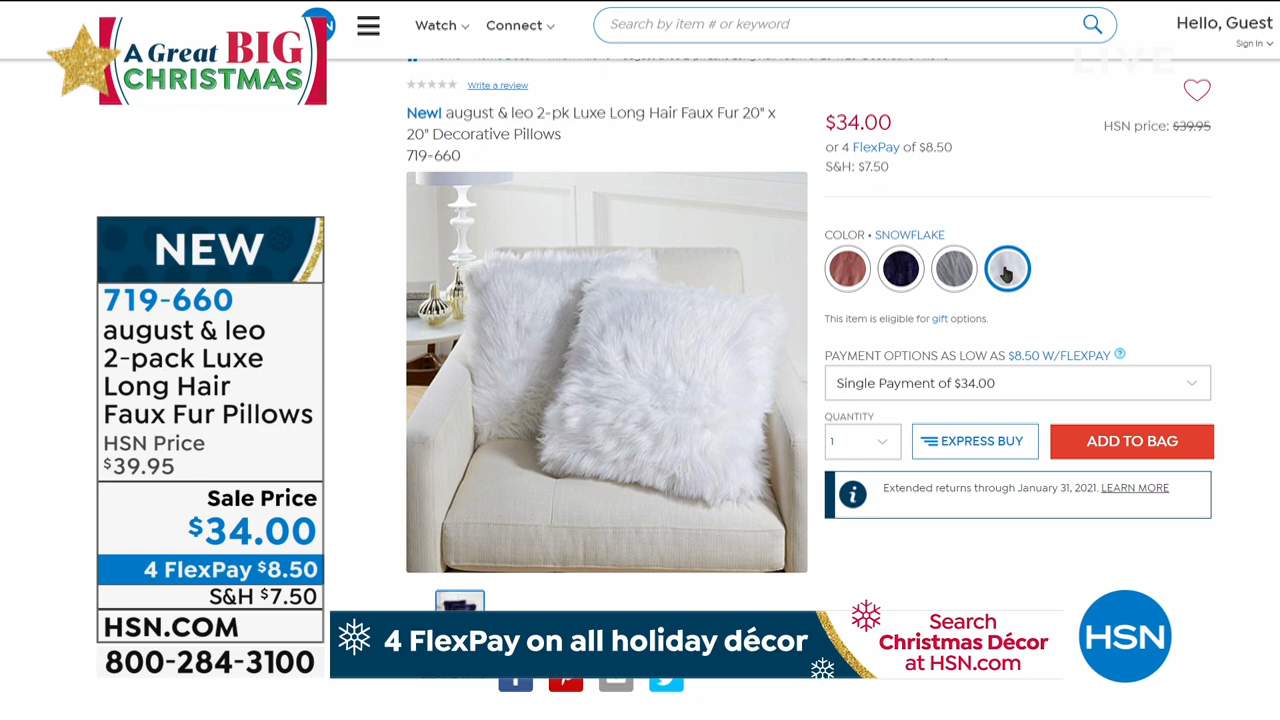 A Great BIG
CHRISTMAS
Watch
Connect
Search by item # or keyword
Hello, Guest
Sign In
LIVE
Write a review
New! august & leo 2-pk Luxe Long Hair Faux Fur 20" x
20" Decorative Pillows
719-660
$34.00
HSN price: $39.95
or 4 FlexPay of $8.50
S&H: $7.50
COLOR • SNOWFLAKE
This item is eligible for gift options.
PAYMENT OPTIONS AS LOW AS $8.50 W/FLEXPAY ?
Single Payment of $34.00
QUANTITY
1
EXPRESS BUY
ADD TO BAG
i
Extended returns through January 31, 2021. LEARN MORE
NEW
719-660
august & leo
2-pack Luxe
Long Hair
Faux Fur Pillows
HSN Price
$39.95
Sale Price
$34.00
4 FlexPay $8.50
S&H $7.50
HSN.COM
800-284-3100
4 FlexPay on all holiday décor
Search
Christmas Décor
at HSN.com
HSN